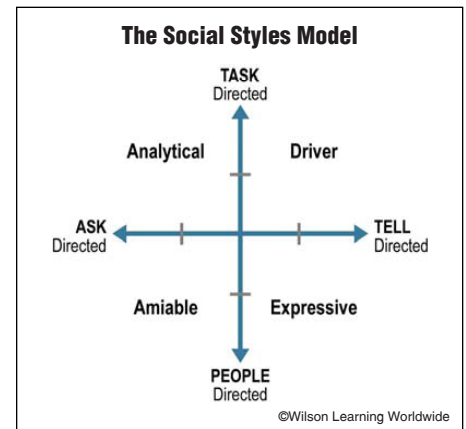 The Social Styles Model
TASK
Directed
Analytical Driver
ASK
Directed
TELL
Directed
Amiable Expressive
PEOPLE
Directed
©Wilson Learning Worldwide